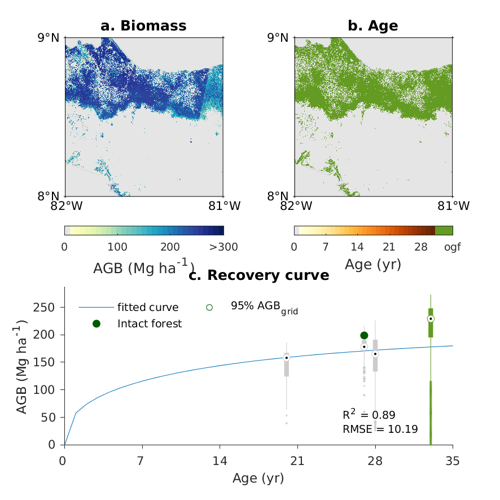 a. Biomass
b. Age
9°N
8°N
82°W
81°W
9°N
8°N
82°W
81°W
0
100
200
>300
AGB (Mg ha-1)
0
7
14
21
28
ogf
Age (yr)
c. Recovery curve
AGB (Mg ha-1)
250
200
150
100
50
0
fitted curve
95% AGBgrid
Intact forest
R2 = 0.89
RMSE = 10.19
0
7
14
21
28
35
Age (yr)